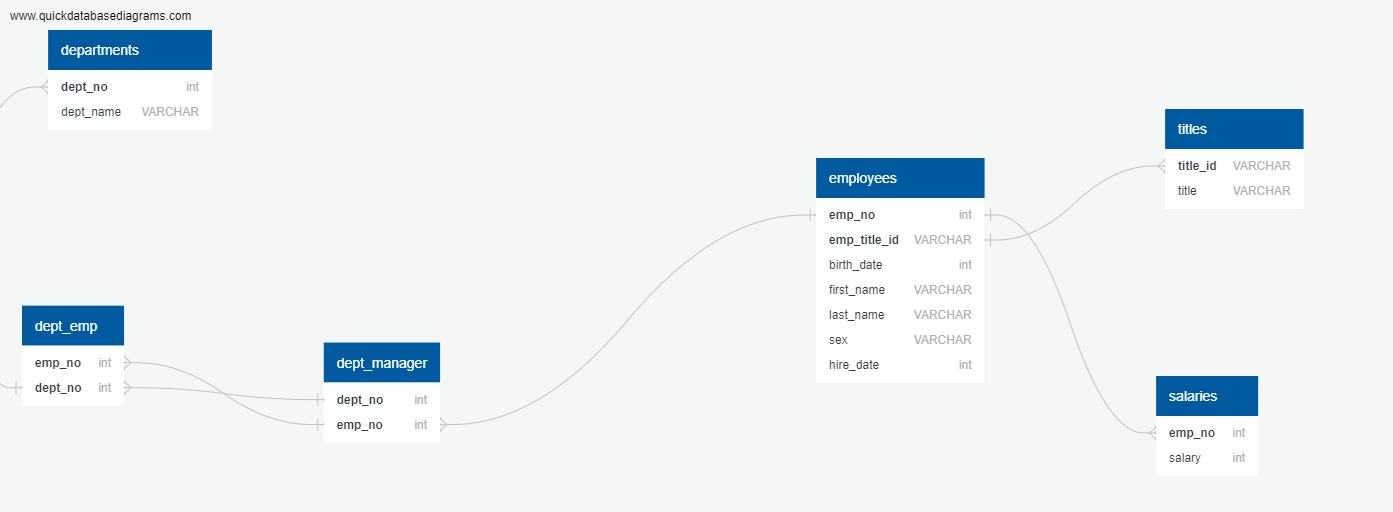 www.quickdatabasediagrams.com
departments
dept_no int
dept_name VARCHAR
titles
title_id VARCHAR
title VARCHAR
employees
emp_no int
emp_title_id VARCHAR
birth_date int
first_name VARCHAR
last_name VARCHAR
sex VARCHAR
hire_date int
dept_emp
emp_no int
dept_no int
dept_manager
dept_no int
emp_no int
salaries
emp_no int
salary int